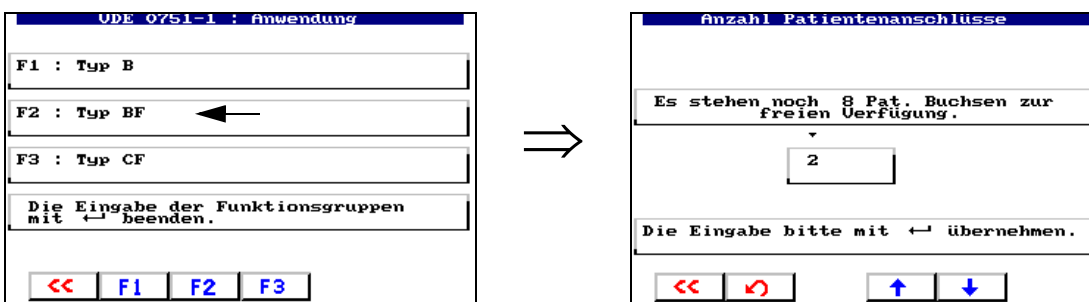 VDE 0751-1 : Anwendung
F1 : Typ B
F2 : Typ BF
F3 : Typ CF
Die Eingabe der Funktionsgruppen
mit ↵ beenden.
<< F1 F2 F3
Anzahl Patientenanschlüsse
Es stehen noch 8 Pat. Buchsen zur
freien Verfügung.
2
Die Eingabe bitte mit ↵ übernehmen.
<<